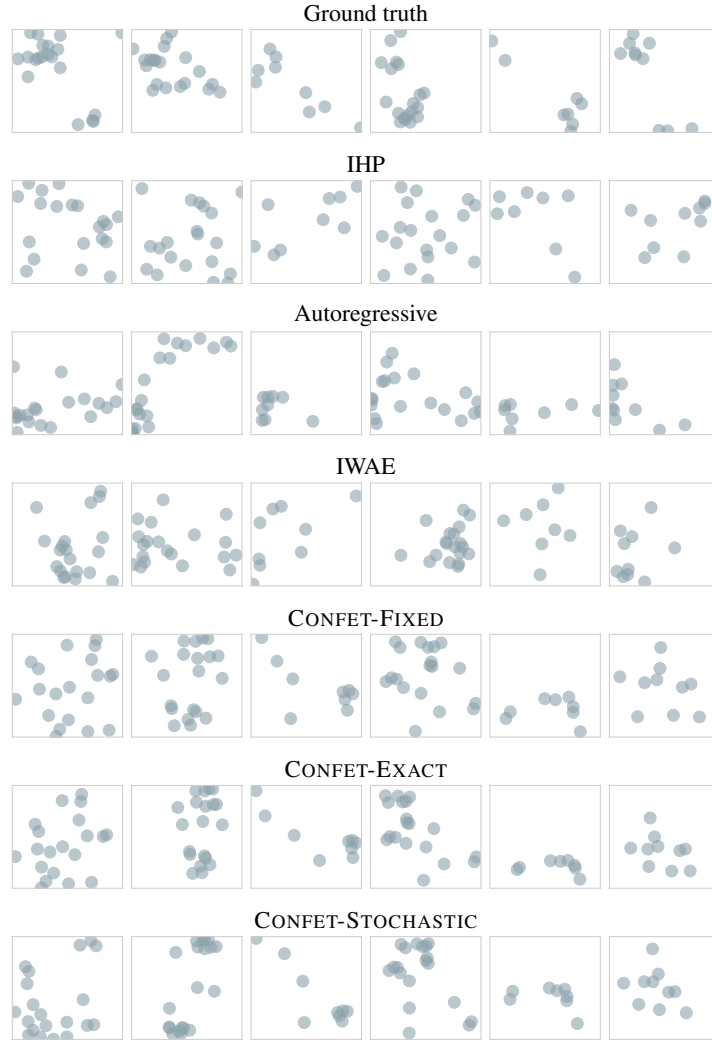 Ground truth
IHP
Autoregressive
IWAE
CONFET-FIXED
CONFET-EXACT
CONFET-STOCHASTIC